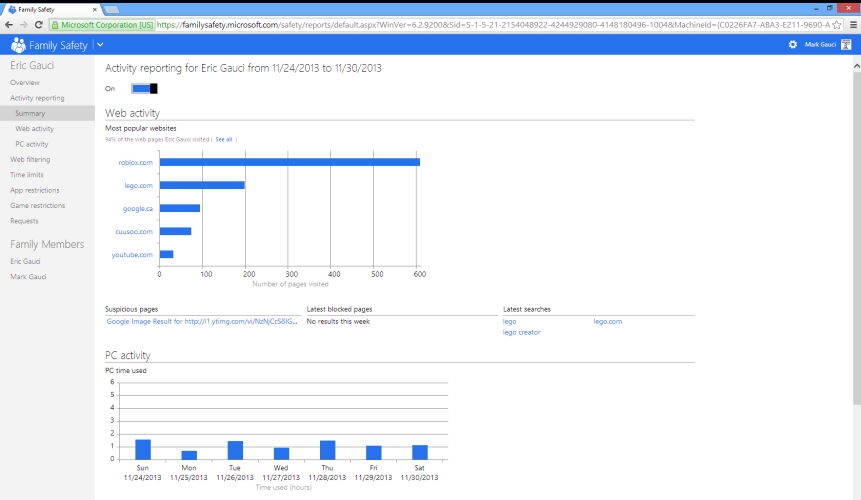 Family Safety
Microsoft Corporation [US] https://familysafety.microsoft.com/safety/reports/default.aspx?WinVer=6.2.9200&Sid=S-1-5-21-2154048922-4244929080-4148180496-1004&MachineId={C0226FA7-ABA3-E211-9690-A
Family Safety
Mark Gauci
Eric Gauci
Overview
Activity reporting
Summary
Web activity
PC activity
Web filtering
Time limits
App restrictions
Game restrictions
Requests
Family Members
Eric Gauci
Mark Gauci
Activity reporting for Eric Gauci from 11/24/2013 to 11/30/2013
On
Web activity
Most popular websites
94% of the web pages Eric Gauci visited | See all |
roblox.com
lego.com
google.ca
cuusoo.com
youtube.com
0 100 200 300 400 500 600
Number of pages visited
Suspicious pages
Google Image Result for http://i1.ytimg.com/vi/NzNjCcS8IG...
Latest blocked pages
No results this week
Latest searches
lego lego.com
lego creator
PC activity
PC time used
6
5
4
3
2
1
0
Sun Mon Tue Wed Thu Fri Sat
11/24/2013 11/25/2013 11/26/2013 11/27/2013 11/28/2013 11/29/2013 11/30/2013
Time used (hours)